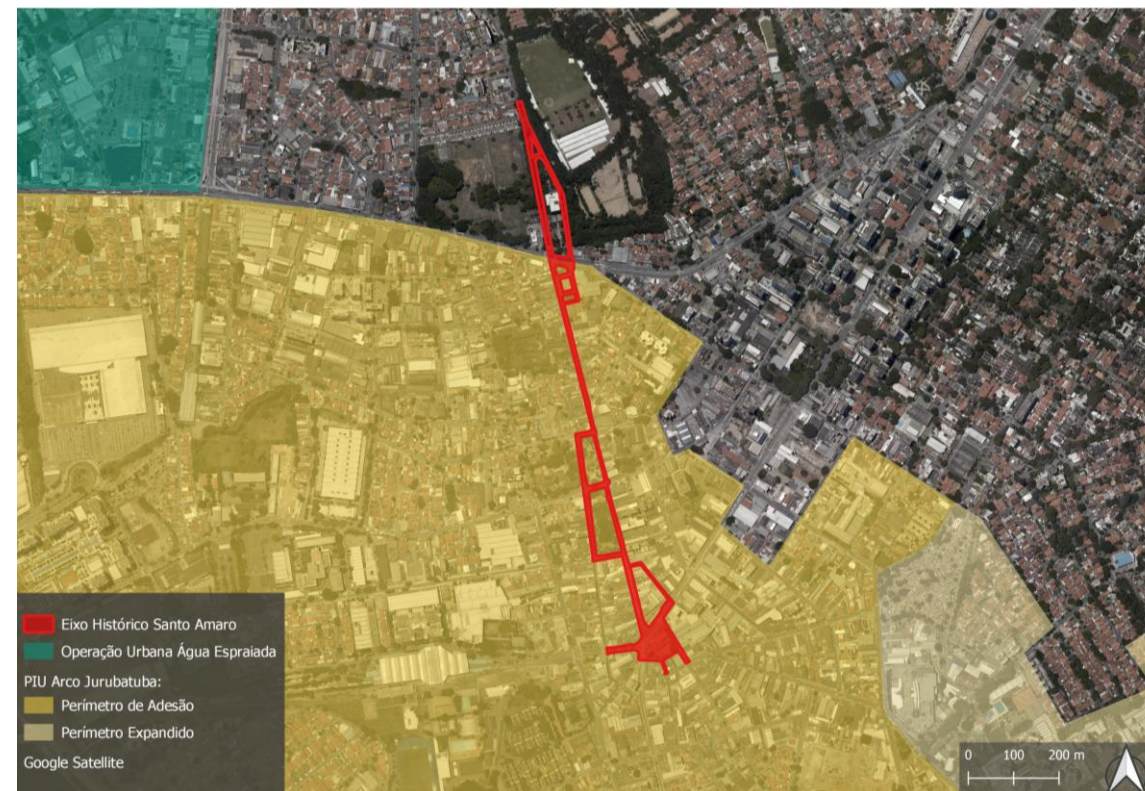 Eixo Histórico Santo Amaro
Operação Urbana Água Espraiada
PIU Arco Jurubatuba:
Perímetro de Adesão
Perímetro Expandido
Google Satellite
0 100 200 m